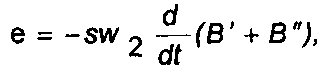 e = -sw 2 d/dt (B' + B"),